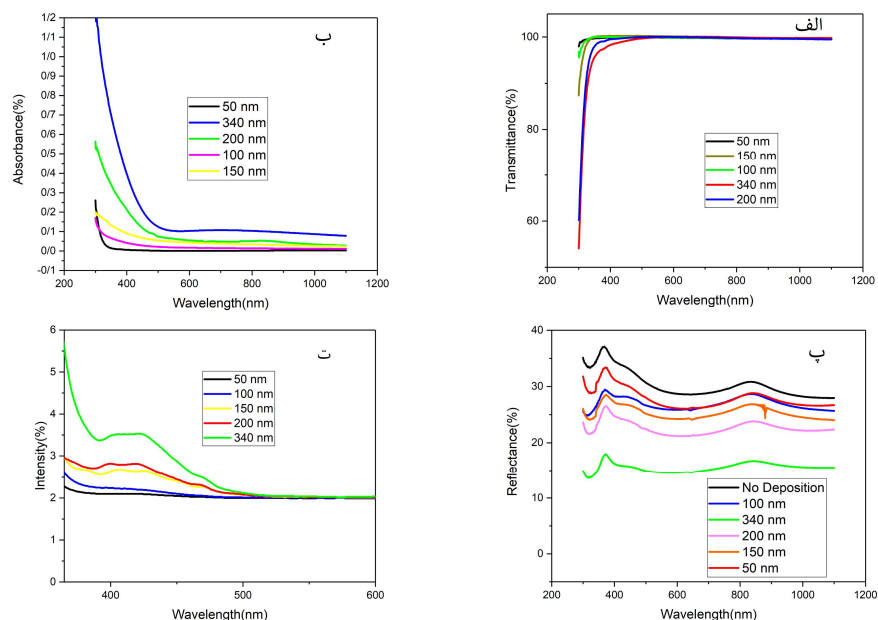 ب
Absorbance(%)
1/2
1/1
1/0
0/9
0/8
0/7
0/6
0/5
0/4
0/3
0/2
0/1
0/0
-0/1
50 nm
340 nm
200 nm
100 nm
150 nm
200 400 600 800 1000 1200
Wavelength(nm)
الف
Transmittance(%)
100
80
60
50 nm
150 nm
100 nm
340 nm
200 nm
200 400 600 800 1000 1200
Wavelength(nm)
ت
Intensity(%)
6
5
4
3
2
1
0
50 nm
100 nm
150 nm
200 nm
340 nm
400 500 600
Wavelength(nm)
پ
Reflectance(%)
40
30
20
10
0
No Deposition
100 nm
340 nm
200 nm
150 nm
50 nm
200 400 600 800 1000 1200
Wavelength(nm)